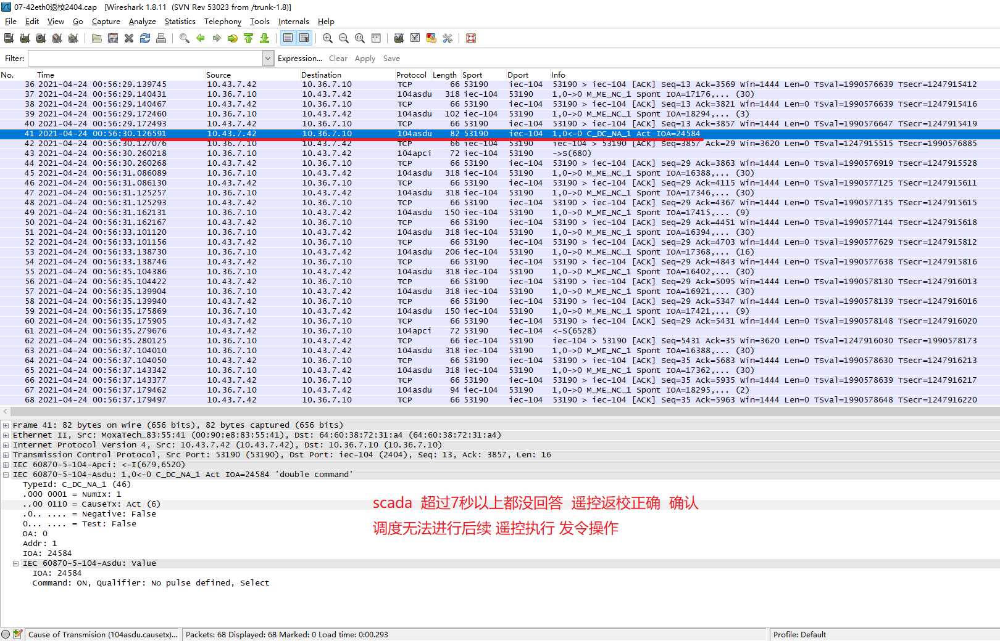 07-42eth0返校2404.cap   [Wireshark 1.8.11  (SVN Rev 53023 from /trunk-1.8)]
File Edit View Go Capture Analyze Statistics Telephony Tools Internals Help
Filter: Expression... Clear Apply Save
No. Time Source Destination Protocol Length Sport Dport Info
36 2021-04-24 00:56:29.139745 10.43.7.42 10.36.7.10 TCP 66 53190 iec-104 53190 > iec-104 [ACK] Seq=13 Ack=3569 Win=1444 Len=0 TSval=1990576639 TSecr=1247915412
37 2021-04-24 00:56:29.140431 10.36.7.10 10.43.7.42 104asdu 318 iec-104 53190 1,0->0 M_ME_NC_1 Spont IOA=17176,... (30)
38 2021-04-24 00:56:29.140467 10.43.7.42 10.36.7.10 TCP 66 53190 iec-104 53190 > iec-104 [ACK] Seq=13 Ack=3821 Win=1444 Len=0 TSval=1990576639 TSecr=1247915416
39 2021-04-24 00:56:29.172460 10.36.7.10 10.43.7.42 104asdu 102 iec-104 53190 1,0->0 M_ME_NC_1 Spont IOA=18294,... (3)
40 2021-04-24 00:56:29.172493 10.43.7.42 10.36.7.10 TCP 66 53190 iec-104 53190 > iec-104 [ACK] Seq=13 Ack=3857 Win=1444 Len=0 TSval=1990576647 TSecr=1247915419
41 2021-04-24 00:56:30.126591 10.43.7.42 10.36.7.10 104asdu 82 53190 iec-104 1,0<-0 C_DC_NA_1 Act IOA=24584
42 2021-04-24 00:56:30.127076 10.36.7.10 10.43.7.42 TCP 66 iec-104 53190 iec-104 > 53190 [ACK] Seq=3857 Ack=29 Win=3620 Len=0 TSval=1247915515 TSecr=1990576885
43 2021-04-24 00:56:30.260218 10.36.7.10 10.43.7.42 104apci 72 iec-104 53190 ->S(680)
44 2021-04-24 00:56:30.260268 10.43.7.42 10.36.7.10 TCP 66 53190 iec-104 53190 > iec-104 [ACK] Seq=29 Ack=3863 Win=1444 Len=0 TSval=1990576919 TSecr=1247915528
45 2021-04-24 00:56:31.086089 10.36.7.10 10.43.7.42 104asdu 318 iec-104 53190 1,0->0 M_ME_NC_1 Spont IOA=16388,... (30)
46 2021-04-24 00:56:31.086130 10.43.7.42 10.36.7.10 TCP 66 53190 iec-104 53190 > iec-104 [ACK] Seq=29 Ack=4115 Win=1444 Len=0 TSval=1990577125 TSecr=1247915611
47 2021-04-24 00:56:31.125257 10.36.7.10 10.43.7.42 104asdu 318 iec-104 53190 1,0->0 M_ME_NC_1 Spont IOA=17346,... (30)
48 2021-04-24 00:56:31.125293 10.43.7.42 10.36.7.10 TCP 66 53190 iec-104 53190 > iec-104 [ACK] Seq=29 Ack=4367 Win=1444 Len=0 TSval=1990577135 TSecr=1247915615
49 2021-04-24 00:56:31.162131 10.36.7.10 10.43.7.42 104asdu 150 iec-104 53190 1,0->0 M_ME_NC_1 Spont IOA=17415,... (9)
50 2021-04-24 00:56:31.162167 10.43.7.42 10.36.7.10 TCP 66 53190 iec-104 53190 > iec-104 [ACK] Seq=29 Ack=4451 Win=1444 Len=0 TSval=1990577144 TSecr=1247915618
51 2021-04-24 00:56:33.101120 10.36.7.10 10.43.7.42 104asdu 318 iec-104 53190 1,0->0 M_ME_NC_1 Spont IOA=16394,... (30)
52 2021-04-24 00:56:33.101156 10.43.7.42 10.36.7.10 TCP 66 53190 iec-104 53190 > iec-104 [ACK] Seq=29 Ack=4703 Win=1444 Len=0 TSval=1990577629 TSecr=1247915812
53 2021-04-24 00:56:33.138730 10.36.7.10 10.43.7.42 104asdu 206 iec-104 53190 1,0->0 M_ME_NC_1 Spont IOA=17368,... (16)
54 2021-04-24 00:56:33.138746 10.43.7.42 10.36.7.10 TCP 66 53190 iec-104 53190 > iec-104 [ACK] Seq=29 Ack=4843 Win=1444 Len=0 TSval=1990577638 TSecr=1247915816
55 2021-04-24 00:56:35.104386 10.36.7.10 10.43.7.42 104asdu 318 iec-104 53190 1,0->0 M_ME_NC_1 Spont IOA=16402,... (30)
56 2021-04-24 00:56:35.104422 10.43.7.42 10.36.7.10 TCP 66 53190 iec-104 53190 > iec-104 [ACK] Seq=29 Ack=5095 Win=1444 Len=0 TSval=1990578130 TSecr=1247916013
57 2021-04-24 00:56:35.139904 10.36.7.10 10.43.7.42 104asdu 318 iec-104 53190 1,0->0 M_ME_NC_1 Spont IOA=16921,... (30)
58 2021-04-24 00:56:35.139940 10.43.7.42 10.36.7.10 TCP 66 53190 iec-104 53190 > iec-104 [ACK] Seq=29 Ack=5347 Win=1444 Len=0 TSval=1990578139 TSecr=1247916016
59 2021-04-24 00:56:35.175869 10.36.7.10 10.43.7.42 104asdu 150 iec-104 53190 1,0->0 M_ME_NC_1 Spont IOA=17421,... (9)
60 2021-04-24 00:56:35.175905 10.43.7.42 10.36.7.10 TCP 66 53190 iec-104 53190 > iec-104 [ACK] Seq=29 Ack=5431 Win=1444 Len=0 TSval=1990578148 TSecr=1247916020
61 2021-04-24 00:56:35.279676 10.43.7.42 10.36.7.10 104apci 72 53190 iec-104 <-S(6528)
62 2021-04-24 00:56:35.280125 10.36.7.10 10.43.7.42 TCP 66 iec-104 53190 iec-104 > 53190 [ACK] Seq=5431 Ack=35 Win=3620 Len=0 TSval=1247916030 TSecr=1990578173
63 2021-04-24 00:56:37.104010 10.36.7.10 10.43.7.42 104asdu 318 iec-104 53190 1,0->0 M_ME_NC_1 Spont IOA=16388,... (30)
64 2021-04-24 00:56:37.104050 10.43.7.42 10.36.7.10 TCP 66 53190 iec-104 53190 > iec-104 [ACK] Seq=35 Ack=5683 Win=1444 Len=0 TSval=1990578630 TSecr=1247916213
65 2021-04-24 00:56:37.143342 10.36.7.10 10.43.7.42 104asdu 318 iec-104 53190 1,0->0 M_ME_NC_1 Spont IOA=17362,... (30)
66 2021-04-24 00:56:37.143377 10.43.7.42 10.36.7.10 TCP 66 53190 iec-104 53190 > iec-104 [ACK] Seq=35 Ack=5935 Win=1444 Len=0 TSval=1990578639 TSecr=1247916217
67 2021-04-24 00:56:37.179462 10.36.7.10 10.43.7.42 104asdu 94 iec-104 53190 1,0->0 M_ME_NC_1 Spont IOA=18295,... (2)
68 2021-04-24 00:56:37.179497 10.43.7.42 10.36.7.10 TCP 66 53190 iec-104 53190 > iec-104 [ACK] Seq=35 Ack=5963 Win=1444 Len=0 TSval=1990578648 TSecr=1247916220
Frame 41: 82 bytes on wire (656 bits), 82 bytes captured (656 bits)
Ethernet II, Src: MoxaTech_83:55:41 (00:90:e8:83:55:41), Dst: 64:60:38:72:31:a4 (64:60:38:72:31:a4)
Internet Protocol Version 4, Src: 10.43.7.42 (10.43.7.42), Dst: 10.36.7.10 (10.36.7.10)
Transmission Control Protocol, Src Port: 53190 (53190), Dst Port: iec-104 (2404), Seq: 13, Ack: 3857, Len: 16
IEC 60870-5-104-Apci: <-I(679,6520)
IEC 60870-5-104-Asdu: 1,0<-0 C_DC_NA_1 Act IOA=24584 'double command'
TypeId: C_DC_NA_1 (46)
.000 0001 = NumIx: 1
..00 0110 = CauseTx: Act (6)
.0.. .... = Negative: False
0... .... = Test: False
OA: 0
Addr: 1
IOA: 24584
IEC 60870-5-104-Asdu: Value
IOA: 24584
Command: ON, Qualifier: No pulse defined, Select
scada  超过7秒以上都没回答  遥控返校正确  确认
调度无法进行后续 遥控执行 发令操作
Cause of Transmision (104asdu.causetx)... Packets: 68 Displayed: 68 Marked: 0 Load time: 0:00.293 Profile: Default